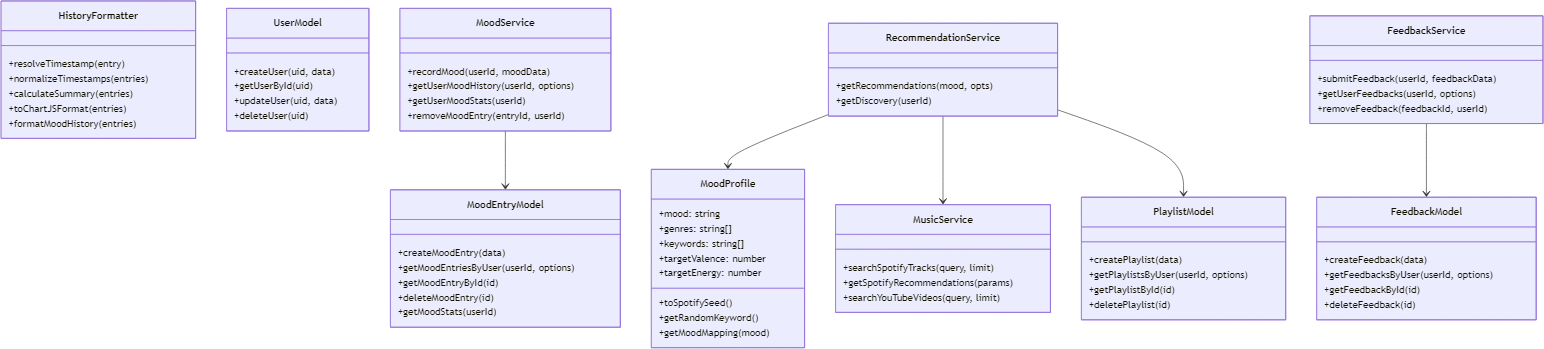 HistoryFormatter
+resolveTimestamp(entry)
+normalizeTimestamps(entries)
+calculateSummary(entries)
+toChartJSFormat(entries)
+formatMoodHistory(entries)
UserModel
+createUser(uid, data)
+getUserById(uid)
+updateUser(uid, data)
+deleteUser(uid)
MoodService
+recordMood(userId, moodData)
+getUserMoodHistory(userId, options)
+getUserMoodStats(userId)
+removeMoodEntry(entryId, userId)
RecommendationService
+getRecommendations(mood, opts)
+getDiscovery(userId)
FeedbackService
+submitFeedback(userId, feedbackData)
+getUserFeedbacks(userId, options)
+removeFeedback(feedbackId, userId)
MoodEntryModel
+createMoodEntry(data)
+getMoodEntriesByUser(userId, options)
+getMoodEntryById(id)
+deleteMoodEntry(id)
+getMoodStats(userId)
MoodProfile
+mood: string
+genres: string[]
+keywords: string[]
+targetValence: number
+targetEnergy: number
+toSpotifySeed()
+getRandomKeyword()
+getMoodMapping(mood)
MusicService
+searchSpotifyTracks(query, limit)
+getSpotifyRecommendations(params)
+searchYouTubeVideos(query, limit)
PlaylistModel
+createPlaylist(data)
+getPlaylistsByUser(userId, options)
+getPlaylistById(id)
+deletePlaylist(id)
FeedbackModel
+createFeedback(data)
+getFeedbacksByUser(userId, options)
+getFeedbackById(id)
+deleteFeedback(id)